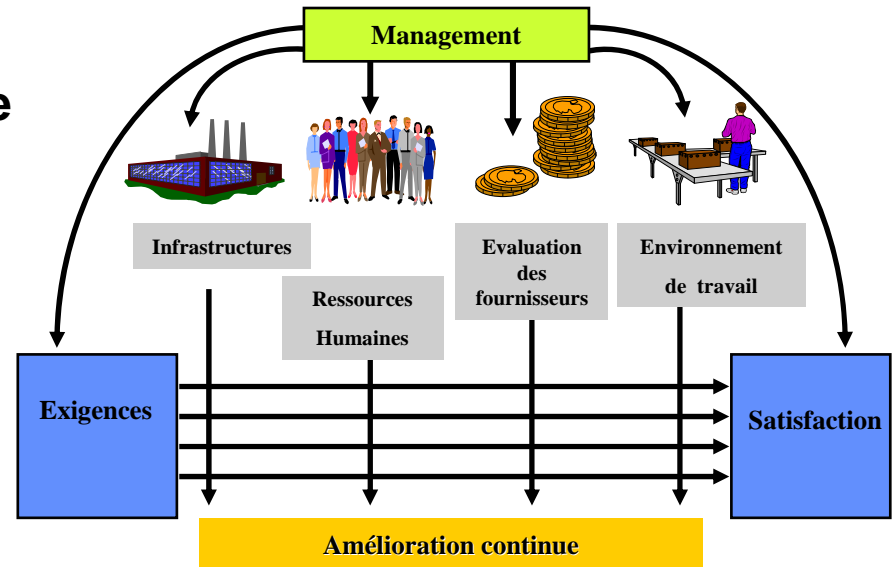 Management
e
Infrastructures
Ressources
Humaines
Evaluation
des
fournisseurs
Environnement
de travail
Exigences
Satisfaction
Amélioration continue